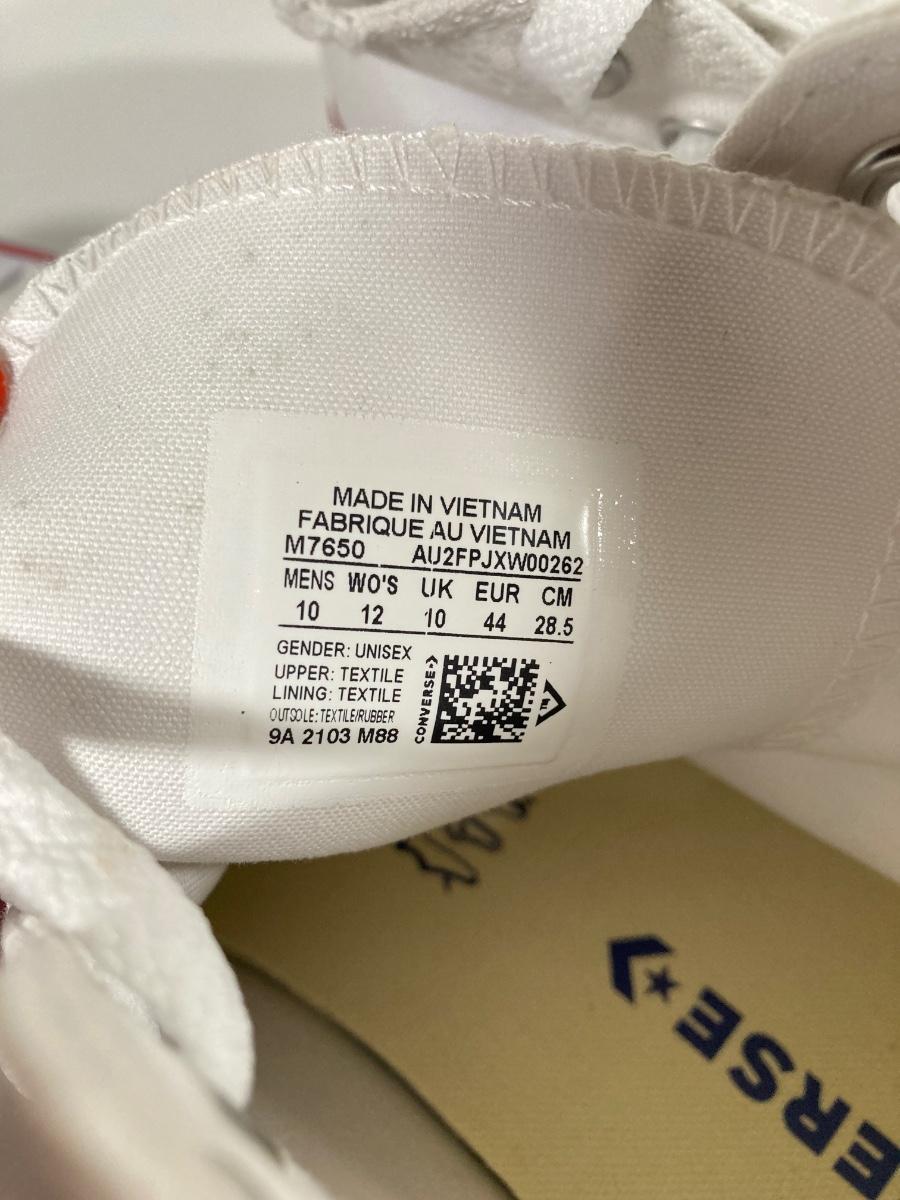 MADE IN VIETNAM
FABRIQUE AU VIETNAM
M7650 AU2FPJXW00262
MENS WO'S UK EUR CM
10 12 10 44 28.5
GENDER: UNISEX
UPPER: TEXTILE
LINING: TEXTILE
OUTSOLE: TEXTILE/RUBBER
9A 2103 M88
CONVERSE
TM
ERSE